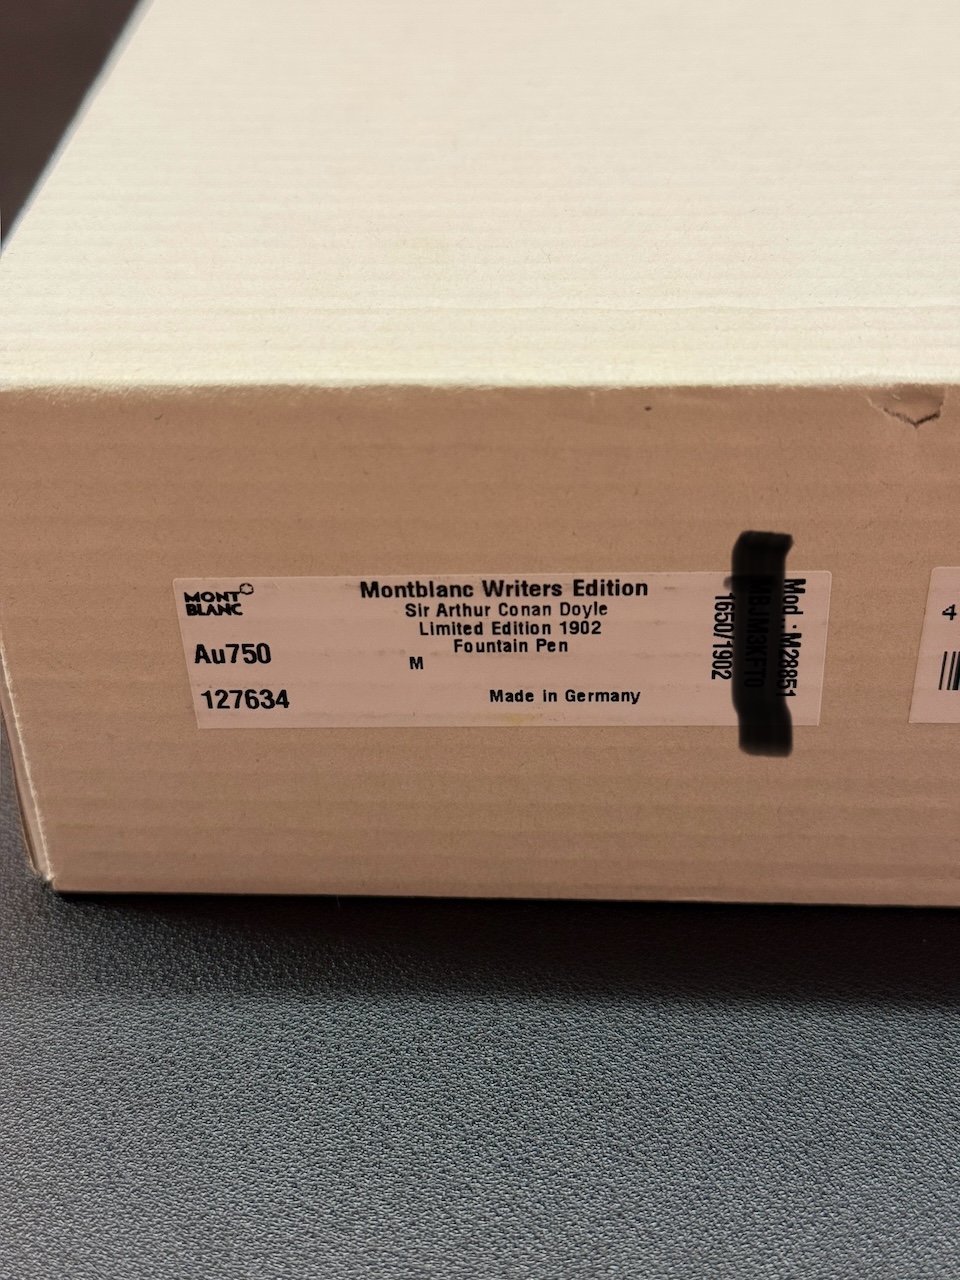 MONT
BLANC
Montblanc Writers Edition
Sir Arthur Conan Doyle
Limited Edition 1902
Fountain Pen
M
Au750
127634
Made in Germany
Mod.: M28851
1650/1902
4